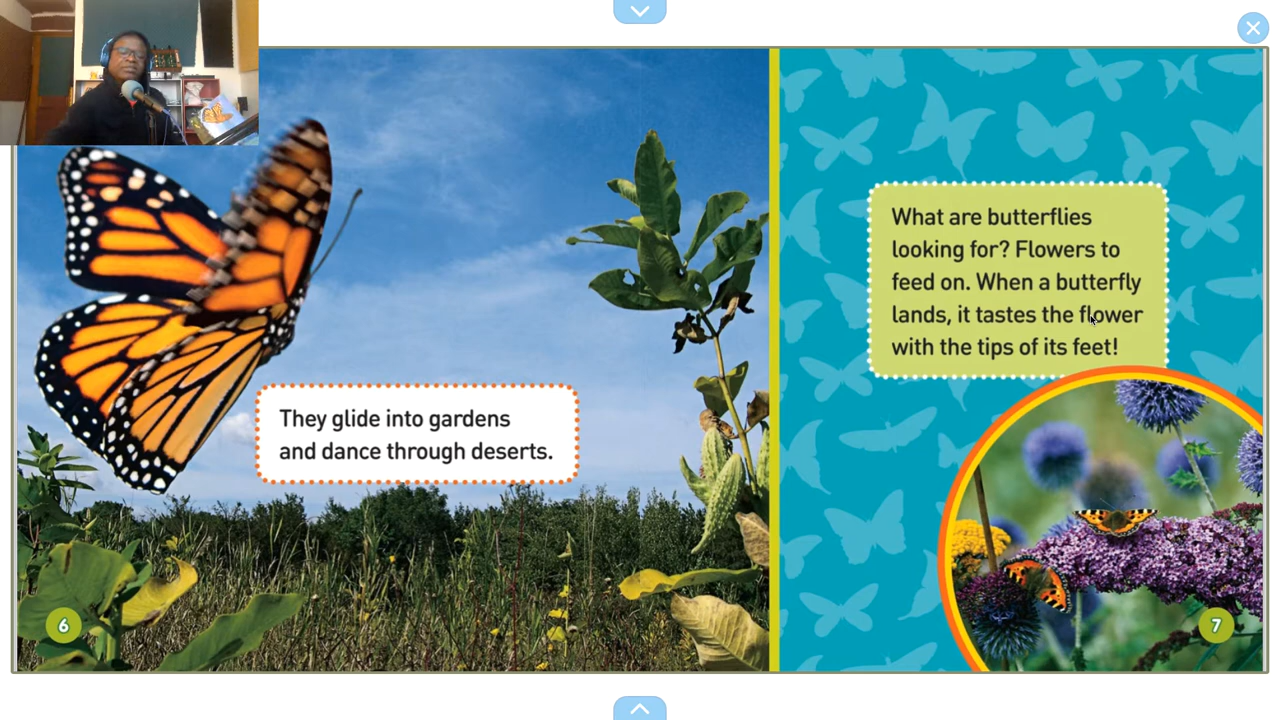 They glide into gardens
and dance through deserts.
6
What are butterflies
looking for? Flowers to
feed on. When a butterfly
lands, it tastes the flower
with the tips of its feet!
7